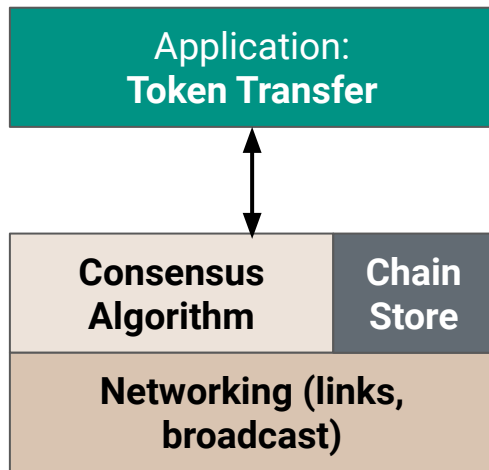 Application:
Token Transfer
Consensus
Algorithm
Chain
Store
Networking (links,
broadcast)